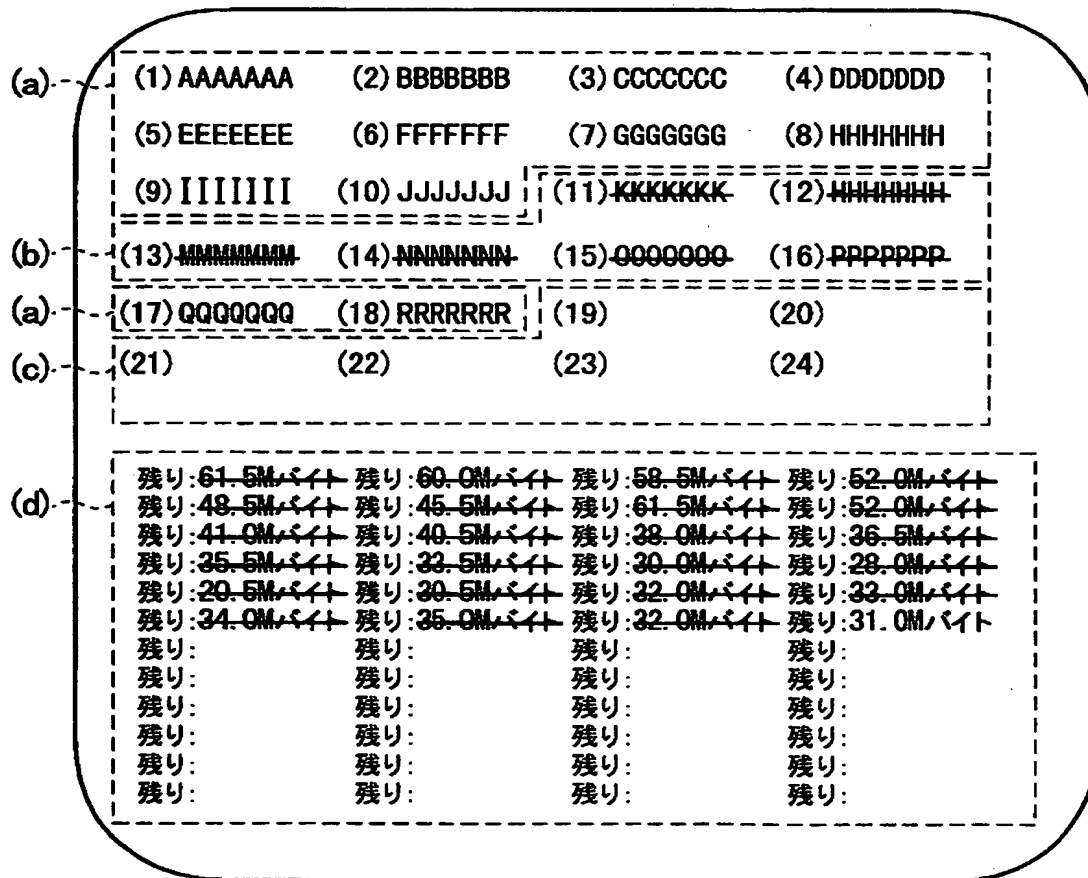 (a) (1) AAAAAAA (2) BBBBBBB (3) CCCCCCC (4) DDDDDDD
(5) EEEEEEE (6) FFFFFFF (7) GGGGGGG (8) HHHHHHH
(9) IIIIIII (10) JJJJJJJ (11) KKKKKKK (12) HHHHHHH
(b) (13) MMMMMMM (14) NNNNNNN (15) OOOOOOO (16) PPPPPPP
(a) (17) QQQQQQQ (18) RRRRRRR (19) (20)
(c) (21) (22) (23) (24)
残り:61.5Mバイト 残り:60.0Mバイト 残り:58.5Mバイト 残り:52.0Mバイト
(d) 残り:48.5Mバイト 残り:45.5Mバイト 残り:61.5Mバイト 残り:52.0Mバイト
残り:41.0Mバイト 残り:40.5Mバイト 残り:38.0Mバイト 残り:36.5Mバイト
残り:35.5Mバイト 残り:33.5Mバイト 残り:30.0Mバイト 残り:28.0Mバイト
残り:20.5Mバイト 残り:30.5Mバイト 残り:32.0Mバイト 残り:33.0Mバイト
残り:34.0Mバイト 残り:35.0Mバイト 残り:32.0Mバイト 残り:31.0Mバイト
残り: 残り: 残り: 残り:
残り: 残り: 残り: 残り:
残り: 残り: 残り: 残り:
残り: 残り: 残り: 残り:
残り: 残り: 残り: 残り:
残り: 残り: 残り: 残り: